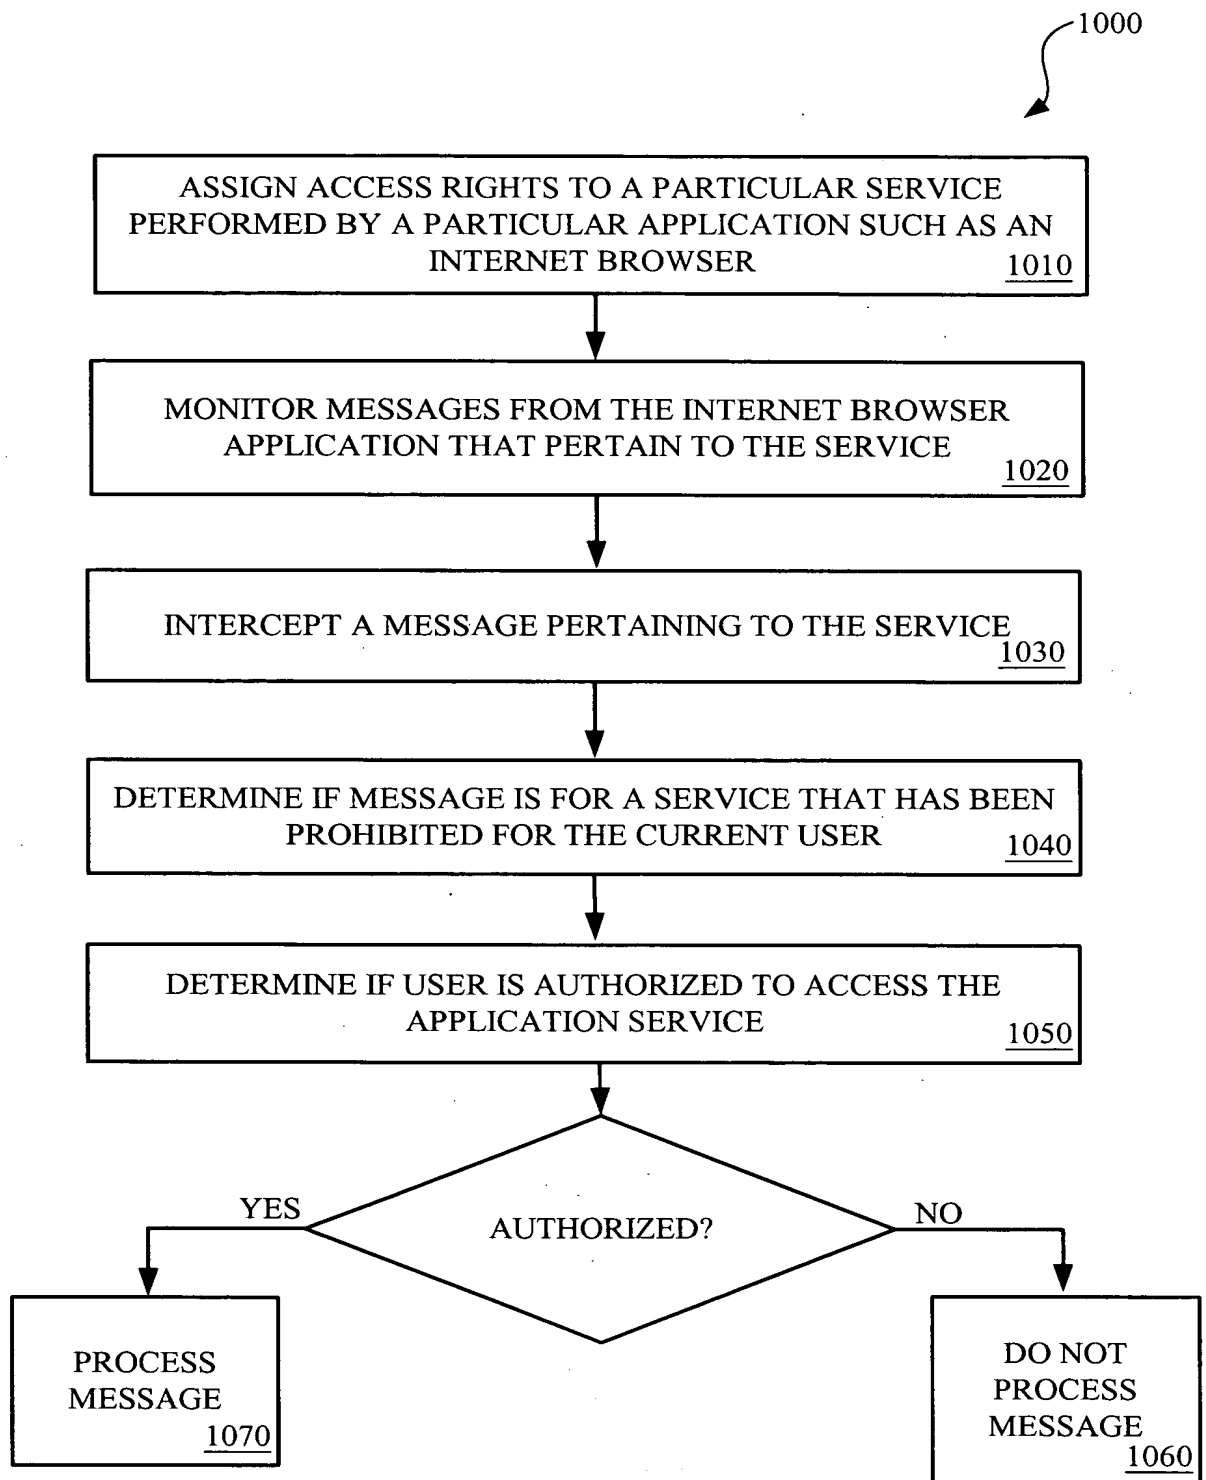 1000
ASSIGN ACCESS RIGHTS TO A PARTICULAR SERVICE
PERFORMED BY A PARTICULAR APPLICATION SUCH AS AN
INTERNET BROWSER
1010
MONITOR MESSAGES FROM THE INTERNET BROWSER
APPLICATION THAT PERTAIN TO THE SERVICE
1020
INTERCEPT A MESSAGE PERTAINING TO THE SERVICE
1030
DETERMINE IF MESSAGE IS FOR A SERVICE THAT HAS BEEN
PROHIBITED FOR THE CURRENT USER
1040
DETERMINE IF USER IS AUTHORIZED TO ACCESS THE
APPLICATION SERVICE
1050
YES
AUTHORIZED?
NO
PROCESS
MESSAGE
1070
DO NOT
PROCESS
MESSAGE
1060